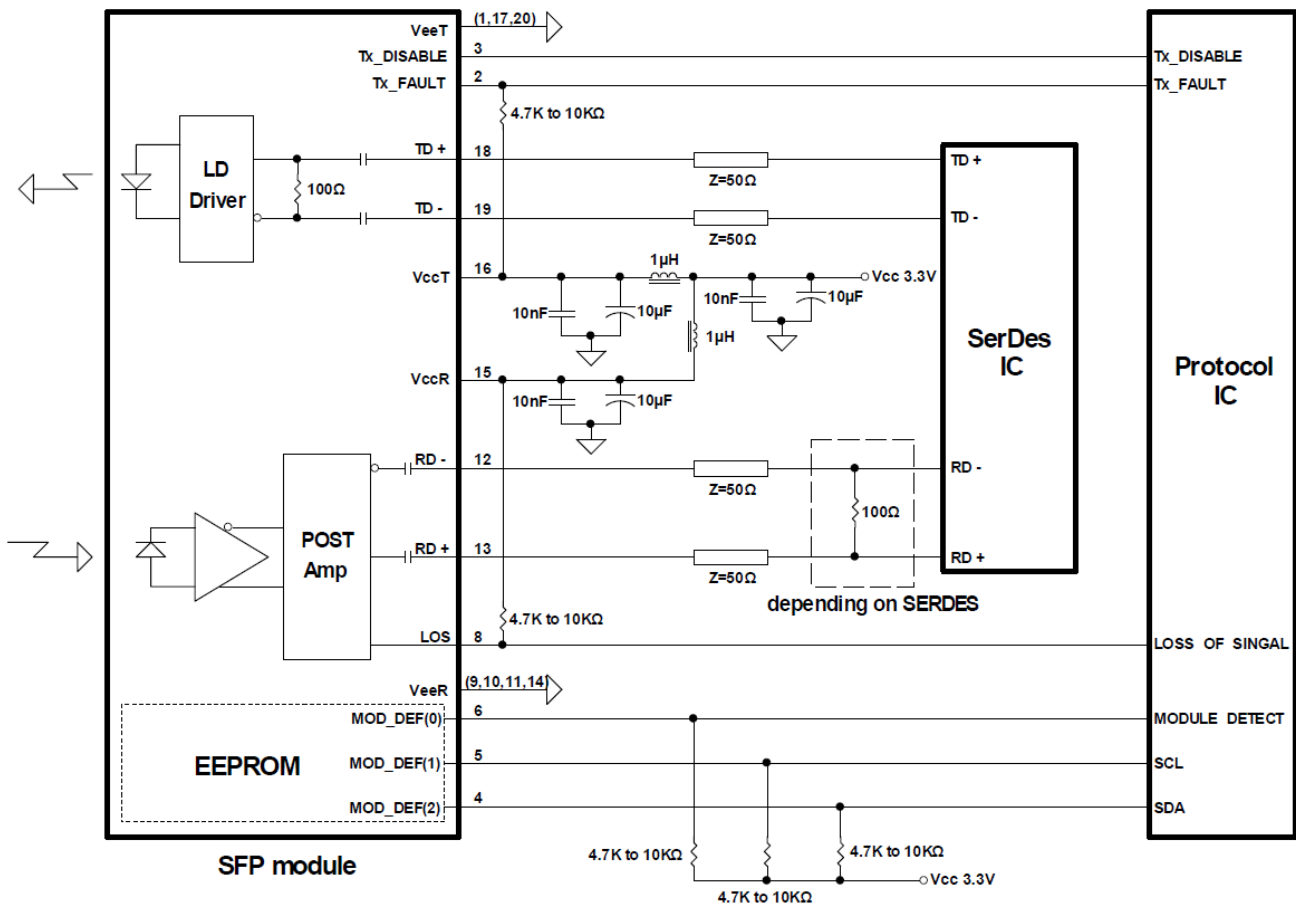 VeeT
(1,17,20)
Tx_DISABLE
3
Tx_DISABLE
Tx_FAULT
2
Tx_FAULT
4.7K to 10KΩ
LD
Driver
100Ω
TD +
18
Z=50Ω
TD +
TD -
19
Z=50Ω
TD -
VccT
16
1µH
Vcc 3.3V
10nF
10µF
10nF
10µF
1µH
SerDes
IC
Protocol
IC
VccR
15
10nF
10µF
POST
Amp
RD -
12
Z=50Ω
RD -
100Ω
RD +
13
Z=50Ω
RD +
depending on SERDES
4.7K to 10KΩ
LOS
8
LOSS OF SINGAL
VeeR
(9,10,11,14)
EEPROM
MOD_DEF(0)
6
MODULE DETECT
MOD_DEF(1)
5
SCL
MOD_DEF(2)
4
SDA
SFP module
4.7K to 10KΩ
4.7K to 10KΩ
4.7K to 10KΩ
Vcc 3.3V